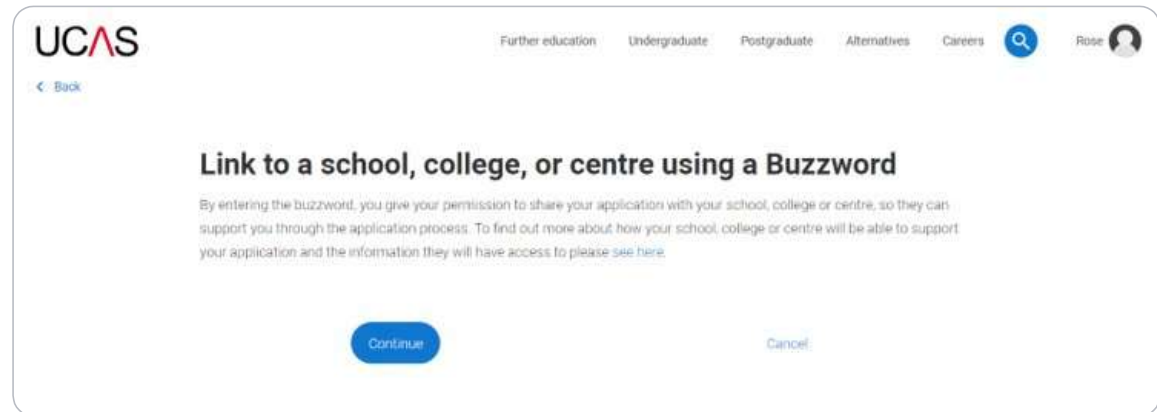 UCAS
Further education Undergraduate Postgraduate Alternatives Careers Rose
Back
Link to a school, college, or centre using a Buzzword
By entering the buzzword, you give your permission to share your application with your school, college or centre, so they can
support you through the application process. To find out more about how your school, college or centre will be able to support
your application and the information they will have access to please see here.
Continue Cancel